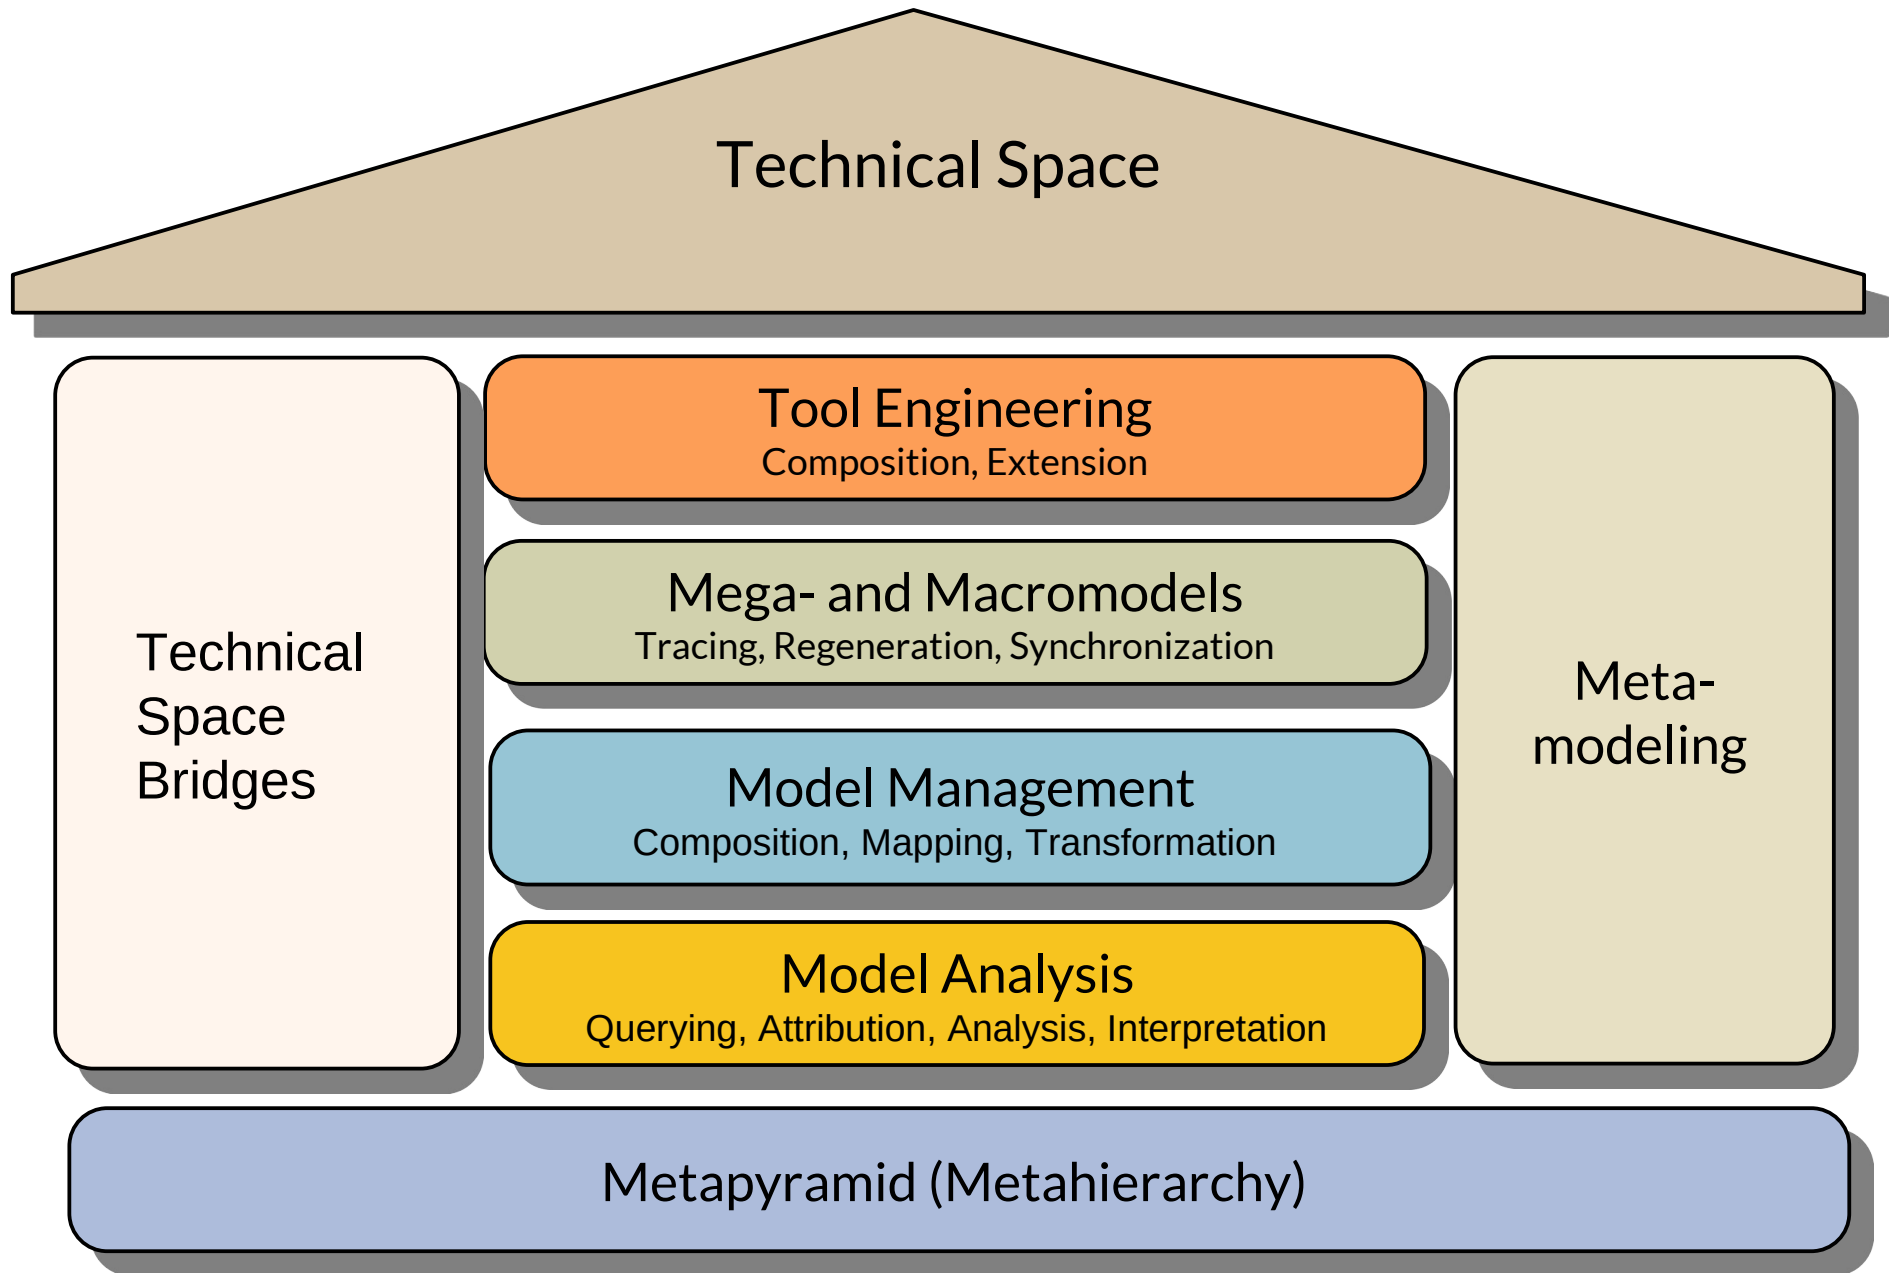 Technical Space
Tool Engineering
Composition, Extension
Mega- and Macromodels
Tracing, Regeneration, Synchronization
Technical
Space
Bridges
Meta-
modeling
Model Management
Composition, Mapping, Transformation
Model Analysis
Querying, Attribution, Analysis, Interpretation
Metapyramid (Metahierarchy)